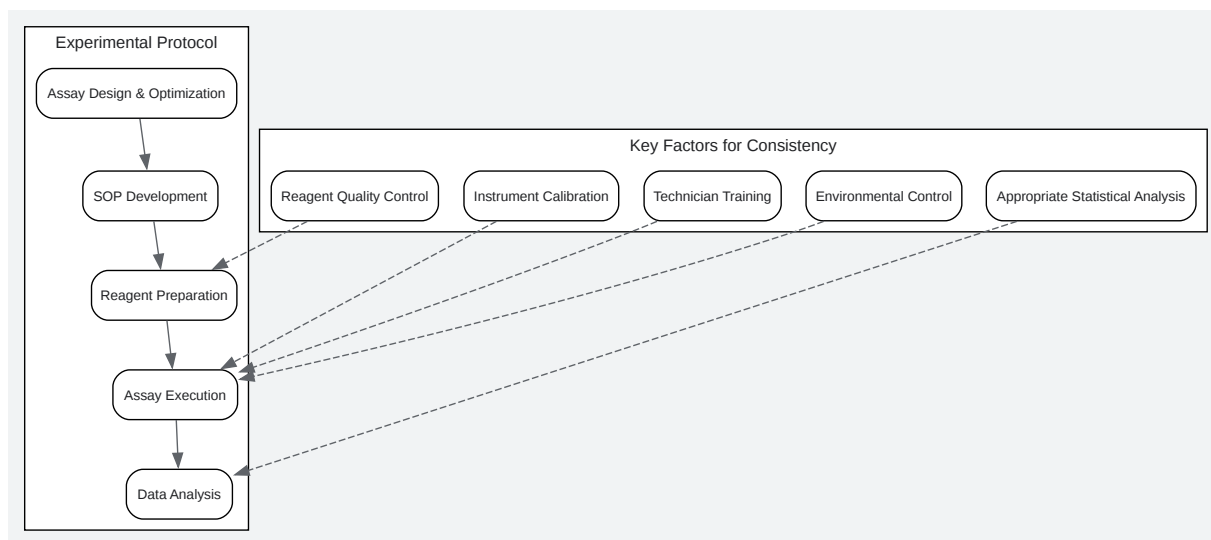 Experimental Protocol
Assay Design & Optimization
SOP Development
Reagent Preparation
Assay Execution
Data Analysis
Key Factors for Consistency
Reagent Quality Control
Instrument Calibration
Technician Training
Environmental Control
Appropriate Statistical Analysis